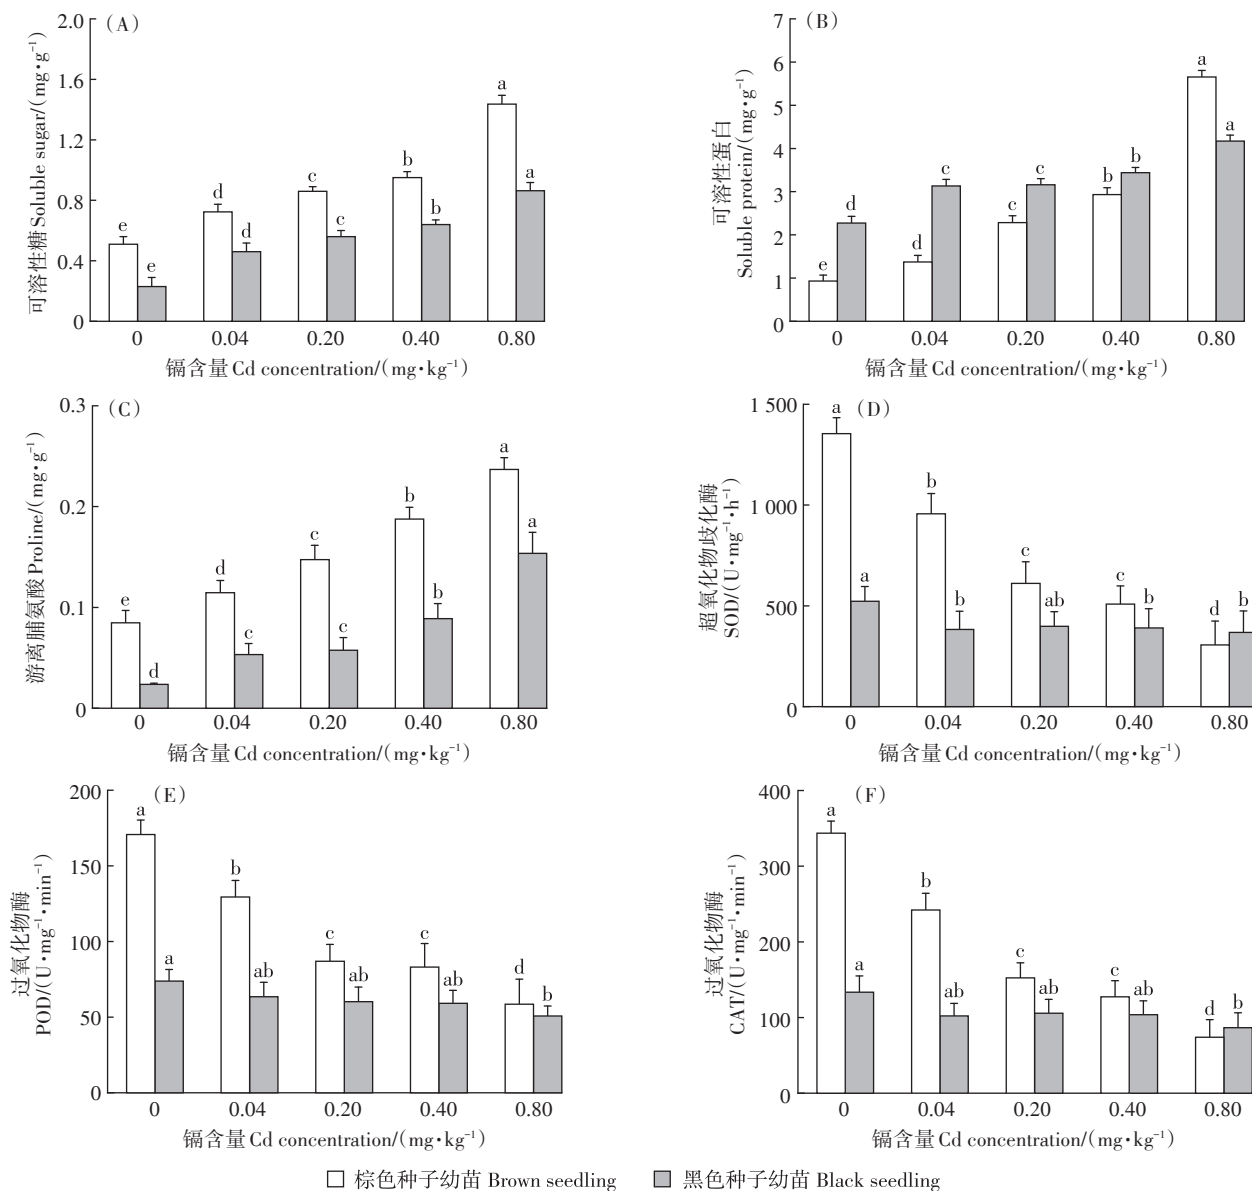 (A)
可溶性糖 Soluble sugar/(mg·g⁻¹)
2.0
1.6
1.2
0.8
0.4
0
e
e
d
d
c
c
b
b
a
a
0 0.04 0.20 0.40 0.80
镉含量 Cd concentration/(mg·kg⁻¹)
(B)
可溶性蛋白
Soluble protein/(mg·g⁻¹)
7
6
5
4
3
2
1
0
e
d
d
c
c
c
b
b
a
a
0 0.04 0.20 0.40 0.80
镉含量 Cd concentration/(mg·kg⁻¹)
(C)
游离脯氨酸 Proline/(mg·g⁻¹)
0.3
0.2
0.1
0
e
d
d
c
c
c
b
b
a
a
0 0.04 0.20 0.40 0.80
镉含量 Cd concentration/(mg·kg⁻¹)
(D)
超氧化物歧化酶
SOD/(U·mg⁻¹·h⁻¹)
1 500
1 000
500
0
a
a
b
b
c
ab
c
b
d
b
0 0.04 0.20 0.40 0.80
镉含量 Cd concentration/(mg·kg⁻¹)
(E)
过氧化物酶
POD/(U·mg⁻¹·min⁻¹)
200
150
100
50
0
a
a
b
ab
c
ab
c
ab
d
b
0 0.04 0.20 0.40 0.80
镉含量 Cd concentration/(mg·kg⁻¹)
(F)
过氧化物酶
CAT/(U·mg⁻¹·min⁻¹)
400
300
200
100
0
a
a
b
ab
c
ab
c
ab
d
b
0 0.04 0.20 0.40 0.80
镉含量 Cd concentration/(mg·kg⁻¹)
棕色种子幼苗 Brown seedling 黑色种子幼苗 Black seedling